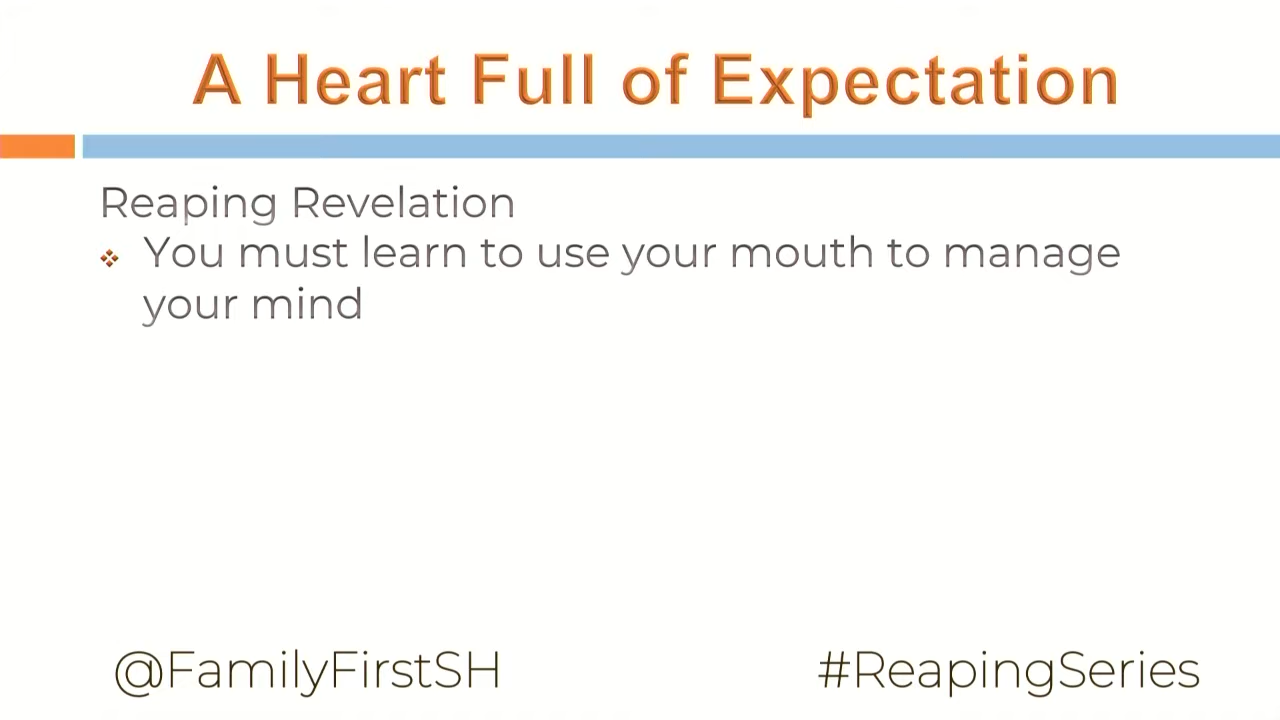 A Heart Full of Expectation
Reaping Revelation
❖ You must learn to use your mouth to manage
your mind
@FamilyFirstSH
#ReapingSeries